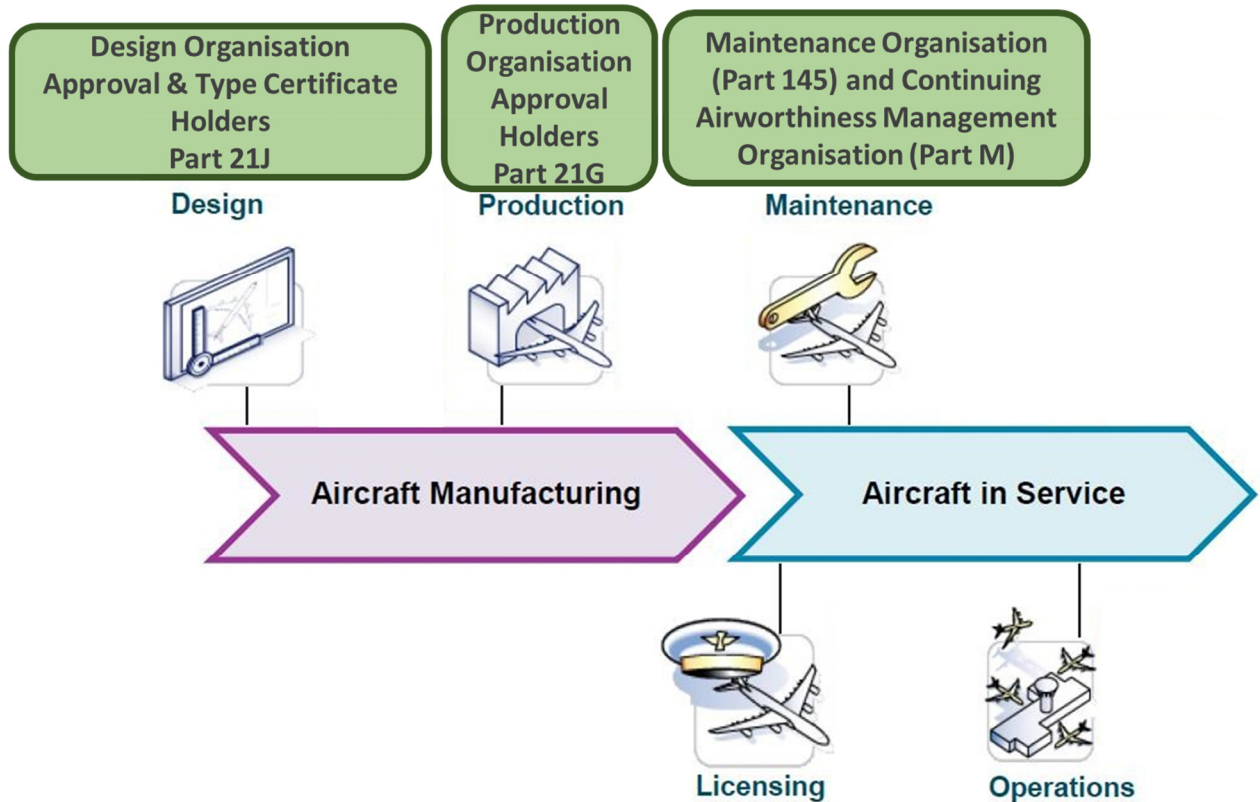 Design Organisation
Approval & Type Certificate
Holders
Part 21J
Production
Organisation
Approval
Holders
Part 21G
Maintenance Organisation
(Part 145) and Continuing
Airworthiness Management
Organisation (Part M)
Design
Production
Maintenance
Aircraft Manufacturing
Aircraft in Service
Licensing
Operations